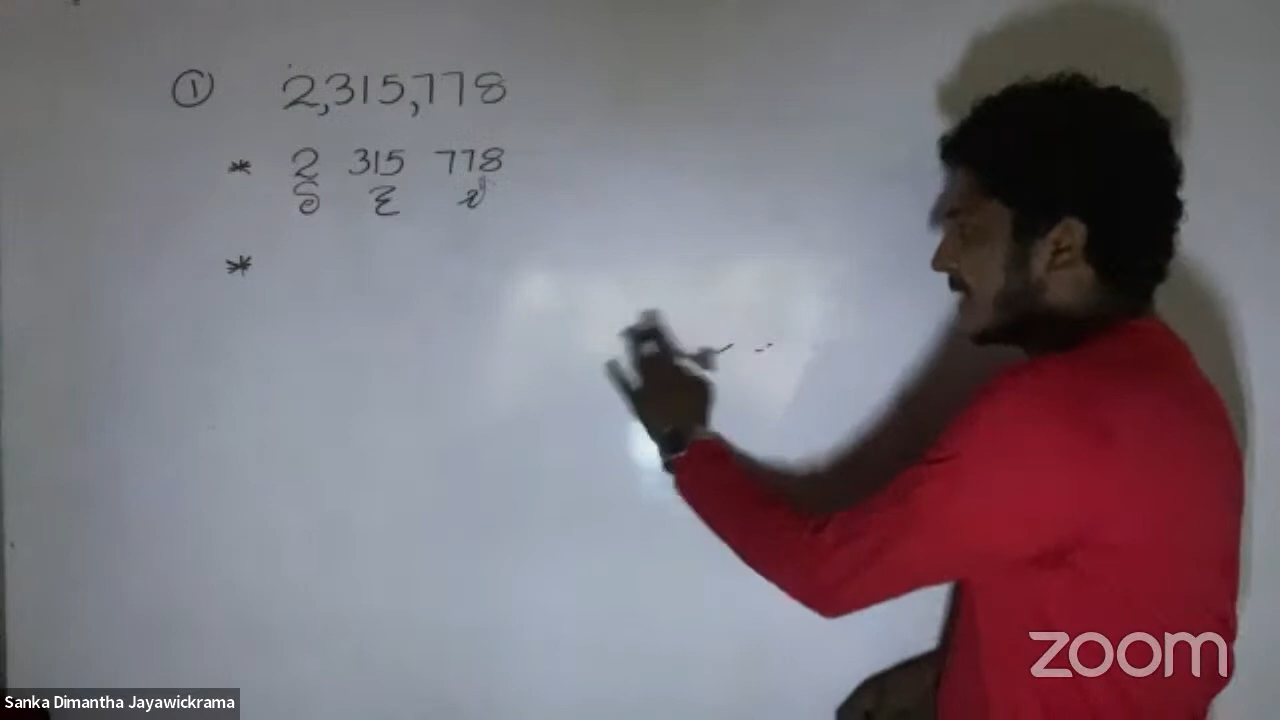 ① 2,315,778
* 2 315 778
මි ද එ
*
zoom
Sanka Dimantha Jayawickrama